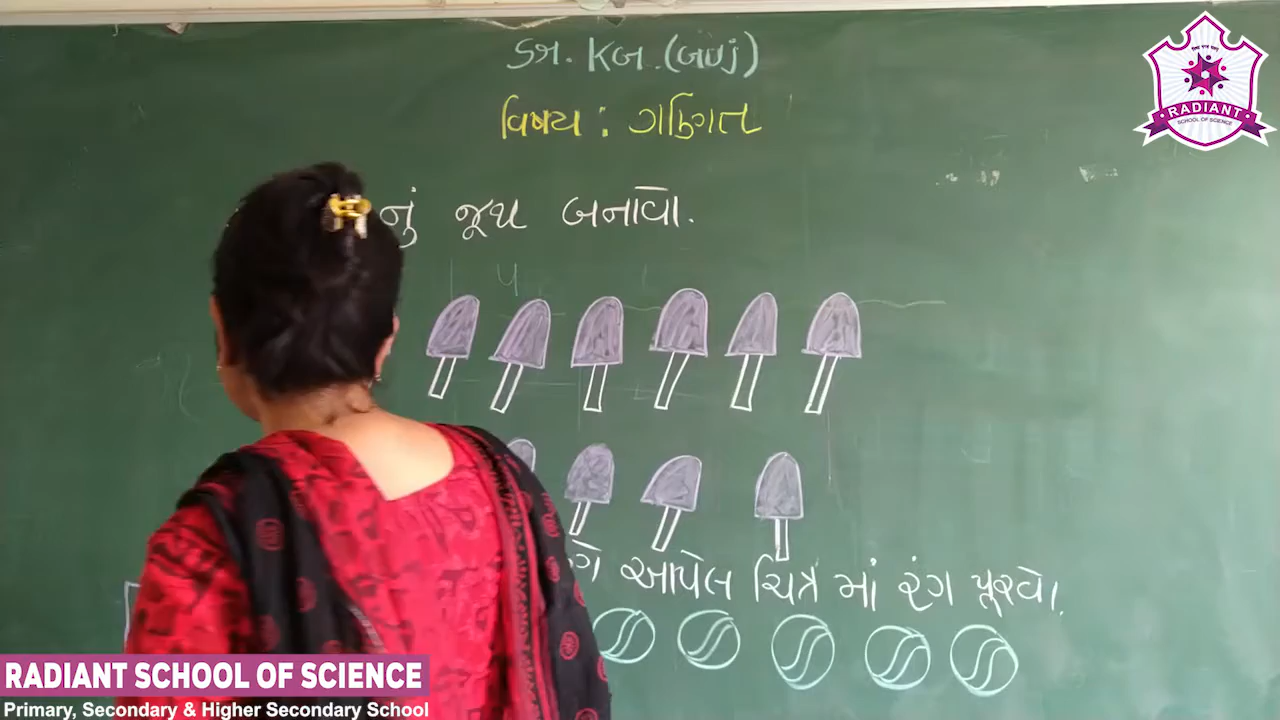 સિ. KG.(ગુજ)
વિષય : ગણિત
નું જૂથ બનાવો.
૫
આપેલ ચિત્ર માં રંગ પૂરવો.
RADIANT
SCHOOL OF SCIENCE
RADIANT SCHOOL OF SCIENCE
Primary, Secondary & Higher Secondary School